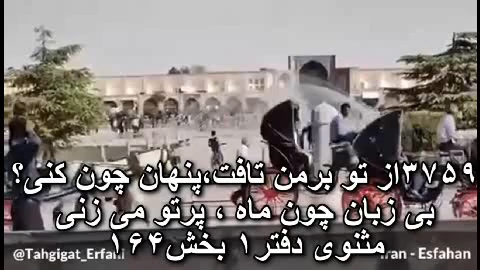 ۳۷۵۹از تو برمن تافت،پنهان چون کنی؟
بی زبان چون ماه ، پرتو می زنی
مثنوی دفتر۱ بخش۱۶۴
@Tahgigat_Erfani
Iran - Esfahan